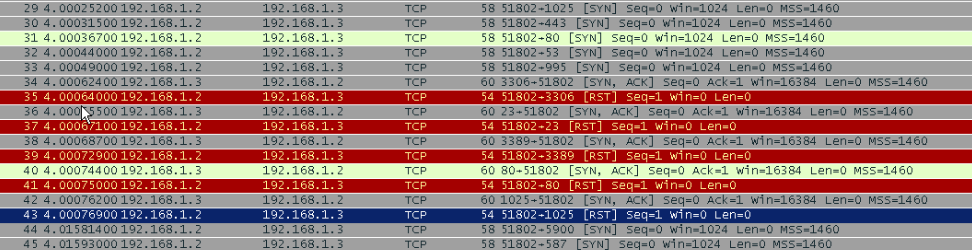 29 4.00025200 192.168.1.2 192.168.1.3 TCP 58 51802→1025 [SYN] Seq=0 Win=1024 Len=0 MSS=1460
30 4.00031500 192.168.1.2 192.168.1.3 TCP 58 51802→443 [SYN] Seq=0 Win=1024 Len=0 MSS=1460
31 4.00036700 192.168.1.2 192.168.1.3 TCP 58 51802→80 [SYN] Seq=0 Win=1024 Len=0 MSS=1460
32 4.00044000 192.168.1.2 192.168.1.3 TCP 58 51802→53 [SYN] Seq=0 Win=1024 Len=0 MSS=1460
33 4.00049000 192.168.1.2 192.168.1.3 TCP 58 51802→995 [SYN] Seq=0 Win=1024 Len=0 MSS=1460
34 4.00062400 192.168.1.3 192.168.1.2 TCP 60 3306→51802 [SYN, ACK] Seq=0 Ack=1 Win=16384 Len=0 MSS=1460
35 4.00064000 192.168.1.2 192.168.1.3 TCP 54 51802→3306 [RST] Seq=1 Win=0 Len=0
36 192.168.1.3 192.168.1.2 TCP 60 23→51802 [SYN, ACK] Seq=0 Ack=1 Win=16384 Len=0 MSS=1460
37 4.00067100 192.168.1.2 192.168.1.3 TCP 54 51802→23 [RST] Seq=1 Win=0 Len=0
38 4.00068700 192.168.1.3 192.168.1.2 TCP 60 3389→51802 [SYN, ACK] Seq=0 Ack=1 Win=16384 Len=0 MSS=1460
39 4.00072900 192.168.1.2 192.168.1.3 TCP 54 51802→3389 [RST] Seq=1 Win=0 Len=0
40 4.00074400 192.168.1.3 192.168.1.2 TCP 60 80→51802 [SYN, ACK] Seq=0 Ack=1 Win=16384 Len=0 MSS=1460
41 4.00075000 192.168.1.2 192.168.1.3 TCP 54 51802→80 [RST] Seq=1 Win=0 Len=0
42 4.00076200 192.168.1.3 192.168.1.2 TCP 60 1025→51802 [SYN, ACK] Seq=0 Ack=1 Win=16384 Len=0 MSS=1460
43 4.00076900 192.168.1.2 192.168.1.3 TCP 54 51802→1025 [RST] Seq=1 Win=0 Len=0
44 4.01581400 192.168.1.2 192.168.1.3 TCP 58 51802→5900 [SYN] Seq=0 Win=1024 Len=0 MSS=1460
45 4.01593000 192.168.1.2 192.168.1.3 TCP 58 51802→587 [SYN] Seq=0 Win=1024 Len=0 MSS=1460